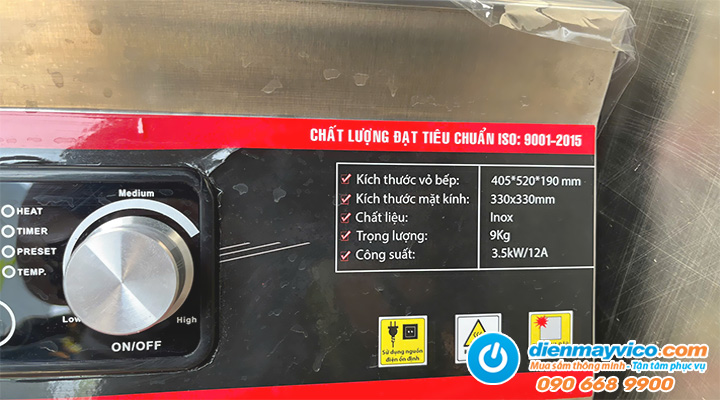 CHẤT LƯỢNG ĐẠT TIÊU CHUẨN ISO: 9001-2015
Kích thước vỏ bếp: 405*520*190 mm
Kích thước mặt kính: 330x330mm
Chất liệu: Inox
Trọng lượng: 9Kg
Công suất: 3.5kW/12A
Medium
HEAT
TIMER
PRESET
TEMP.
Low
High
ON/OFF
Sử dụng nguồn
điện ổn định
dienmayvico.com
Mua sắm thông minh - Tận tâm phục vụ
090 668 9900